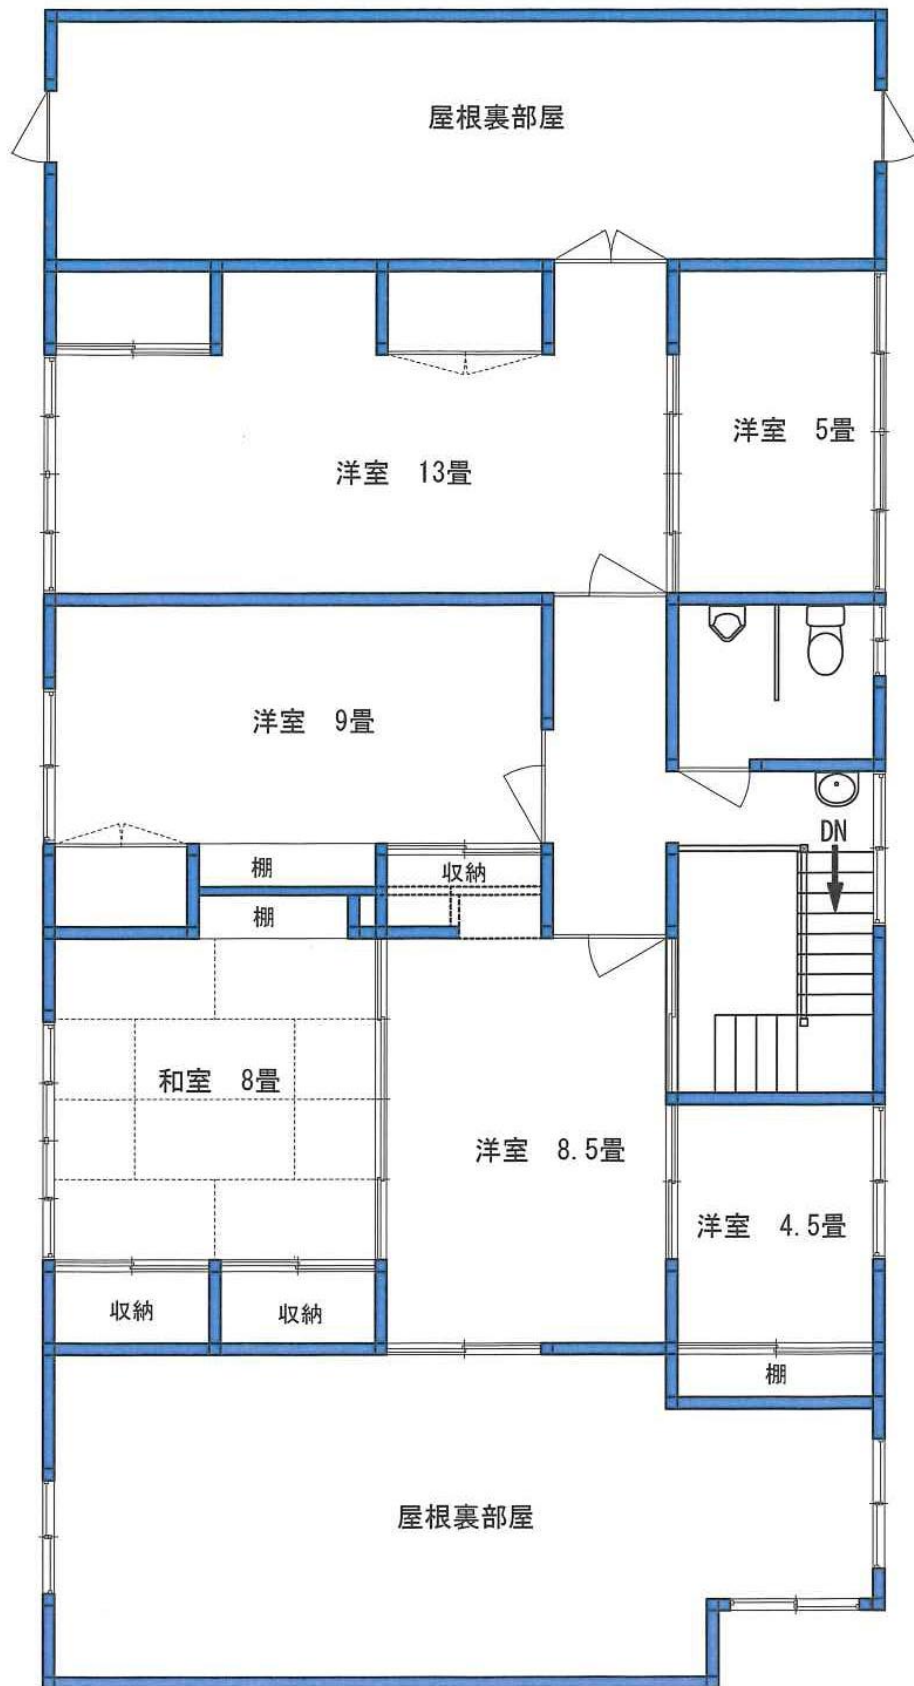 屋根裏部屋
洋室 5畳
洋室 13畳
洋室 9畳
DN
棚
収納
棚
和室 8畳
洋室 8.5畳
洋室 4.5畳
収納
収納
棚
屋根裏部屋